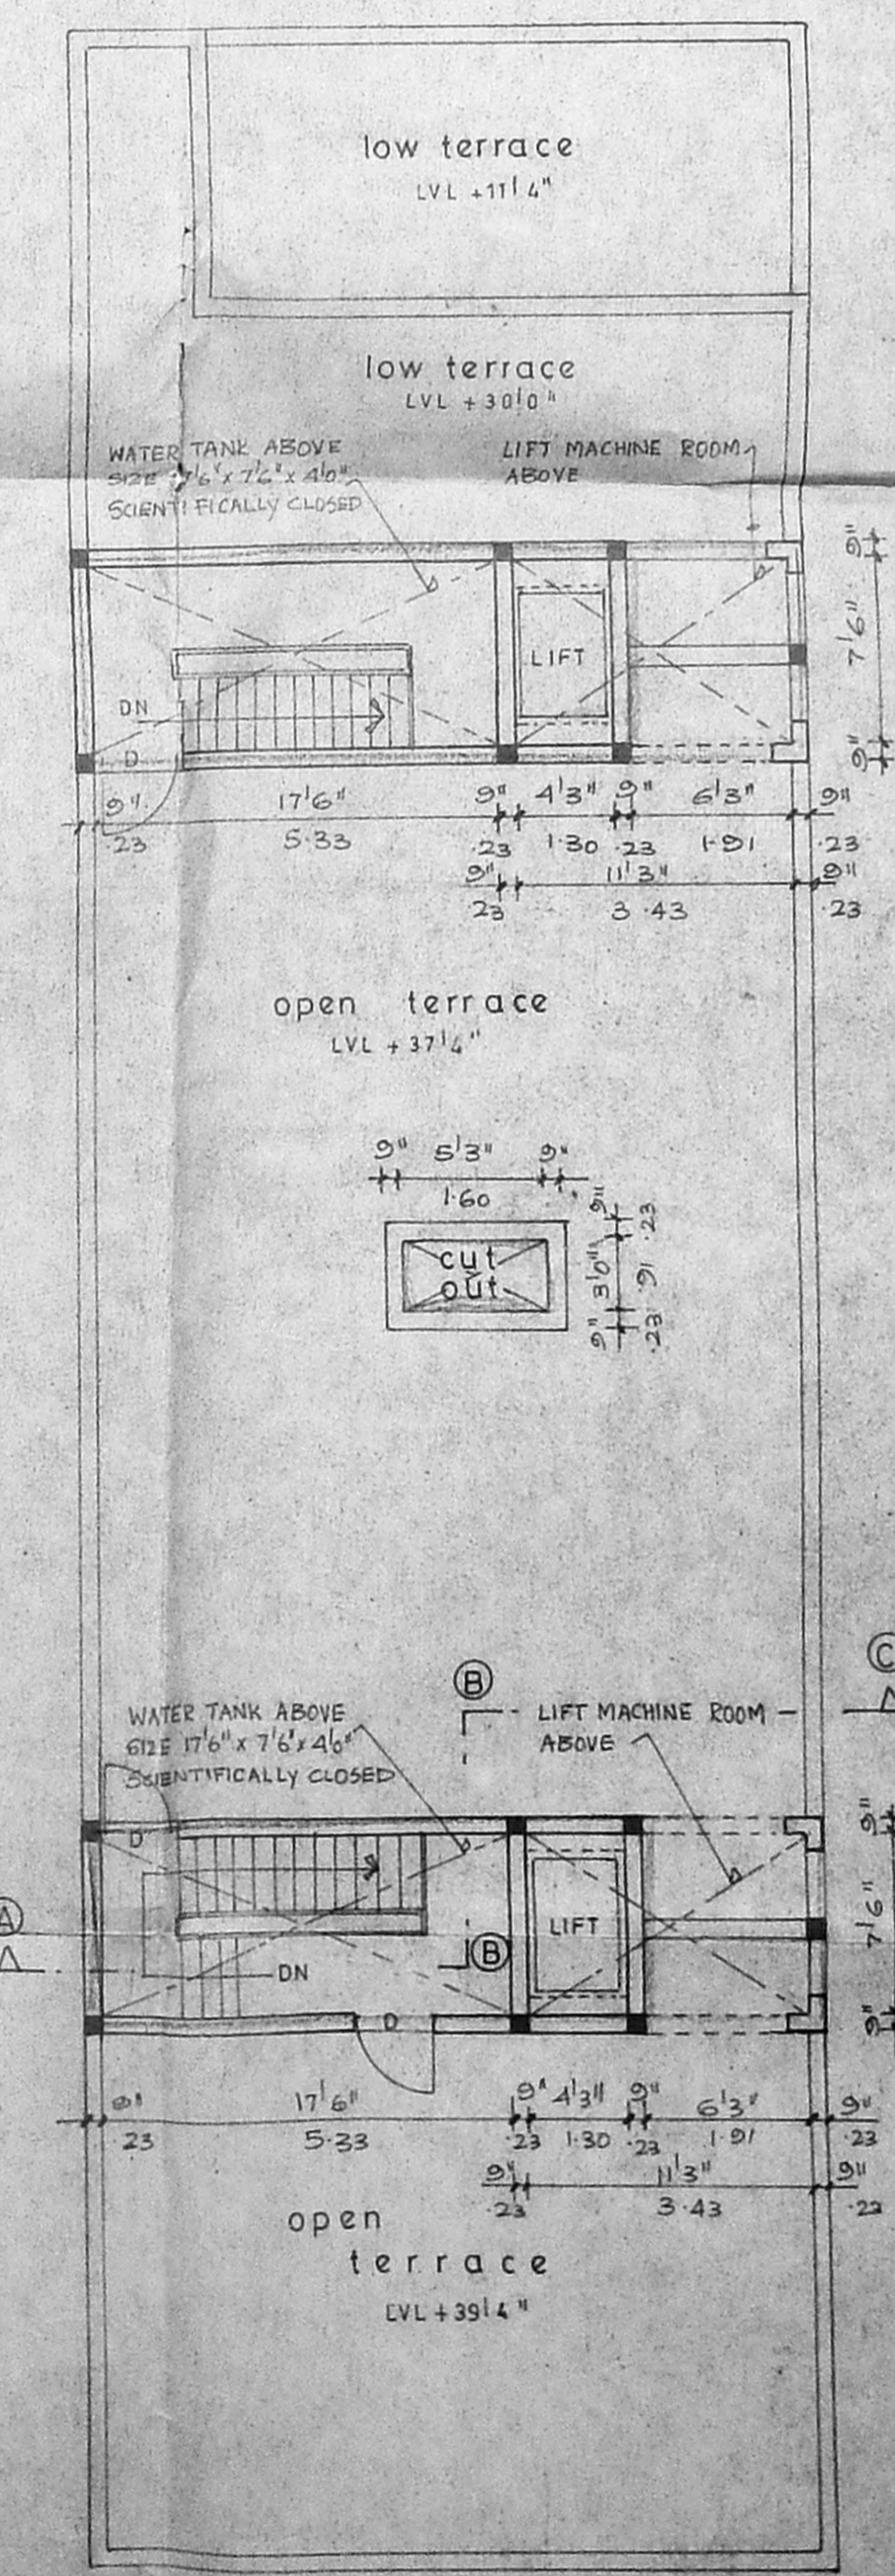 low terrace
LVL +11'4"
low terrace
LVL +30'0"
WATER TANK ABOVE
SIZE 17'6" x 7'6" x 4'0"
SCIENTIFICALLY CLOSED
LIFT MACHINE ROOM
ABOVE
9"
7'6"
9"
LIFT
DN
D
9" 17'6" 9" 4'3" 9" 6'3" 9"
.23 5.33 .23 1.30 .23 1.91 .23
9" 11'3" 9"
23 3.43 .23
open terrace
LVL +37'4"
9" 5'3" 9"
1.60
9" .23
3'0" .91
9" .23
cut
out
B
C
WATER TANK ABOVE
SIZE 17'6" x 7'6" x 4'0"
SCIENTIFICALLY CLOSED
LIFT MACHINE ROOM
ABOVE
D
9"
7'6"
9"
A
LIFT
B
DN
D
9" 17'6" 9" 4'3" 9" 6'3" 9"
.23 5.33 .23 1.30 .23 1.91 .23
9" 11'3" 9"
.23 3.43 .23
open
terrace
LVL +39'4"